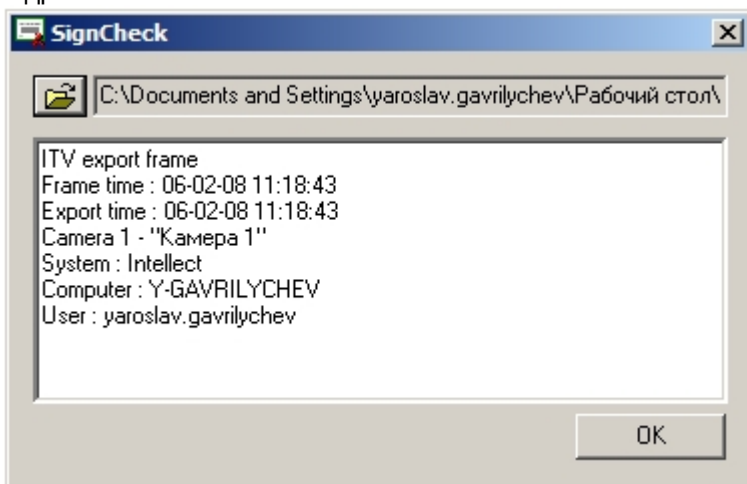 SignCheck
C:\Documents and Settings\yaroslav.gavrilychev\Рабочий стол\
ITV export frame
Frame time : 06-02-08 11:18:43
Export time : 06-02-08 11:18:43
Camera 1 - "Камера 1"
System : Intellect
Computer : Y-GAVRILYCHEV
User : yaroslav.gavrilychev
OK